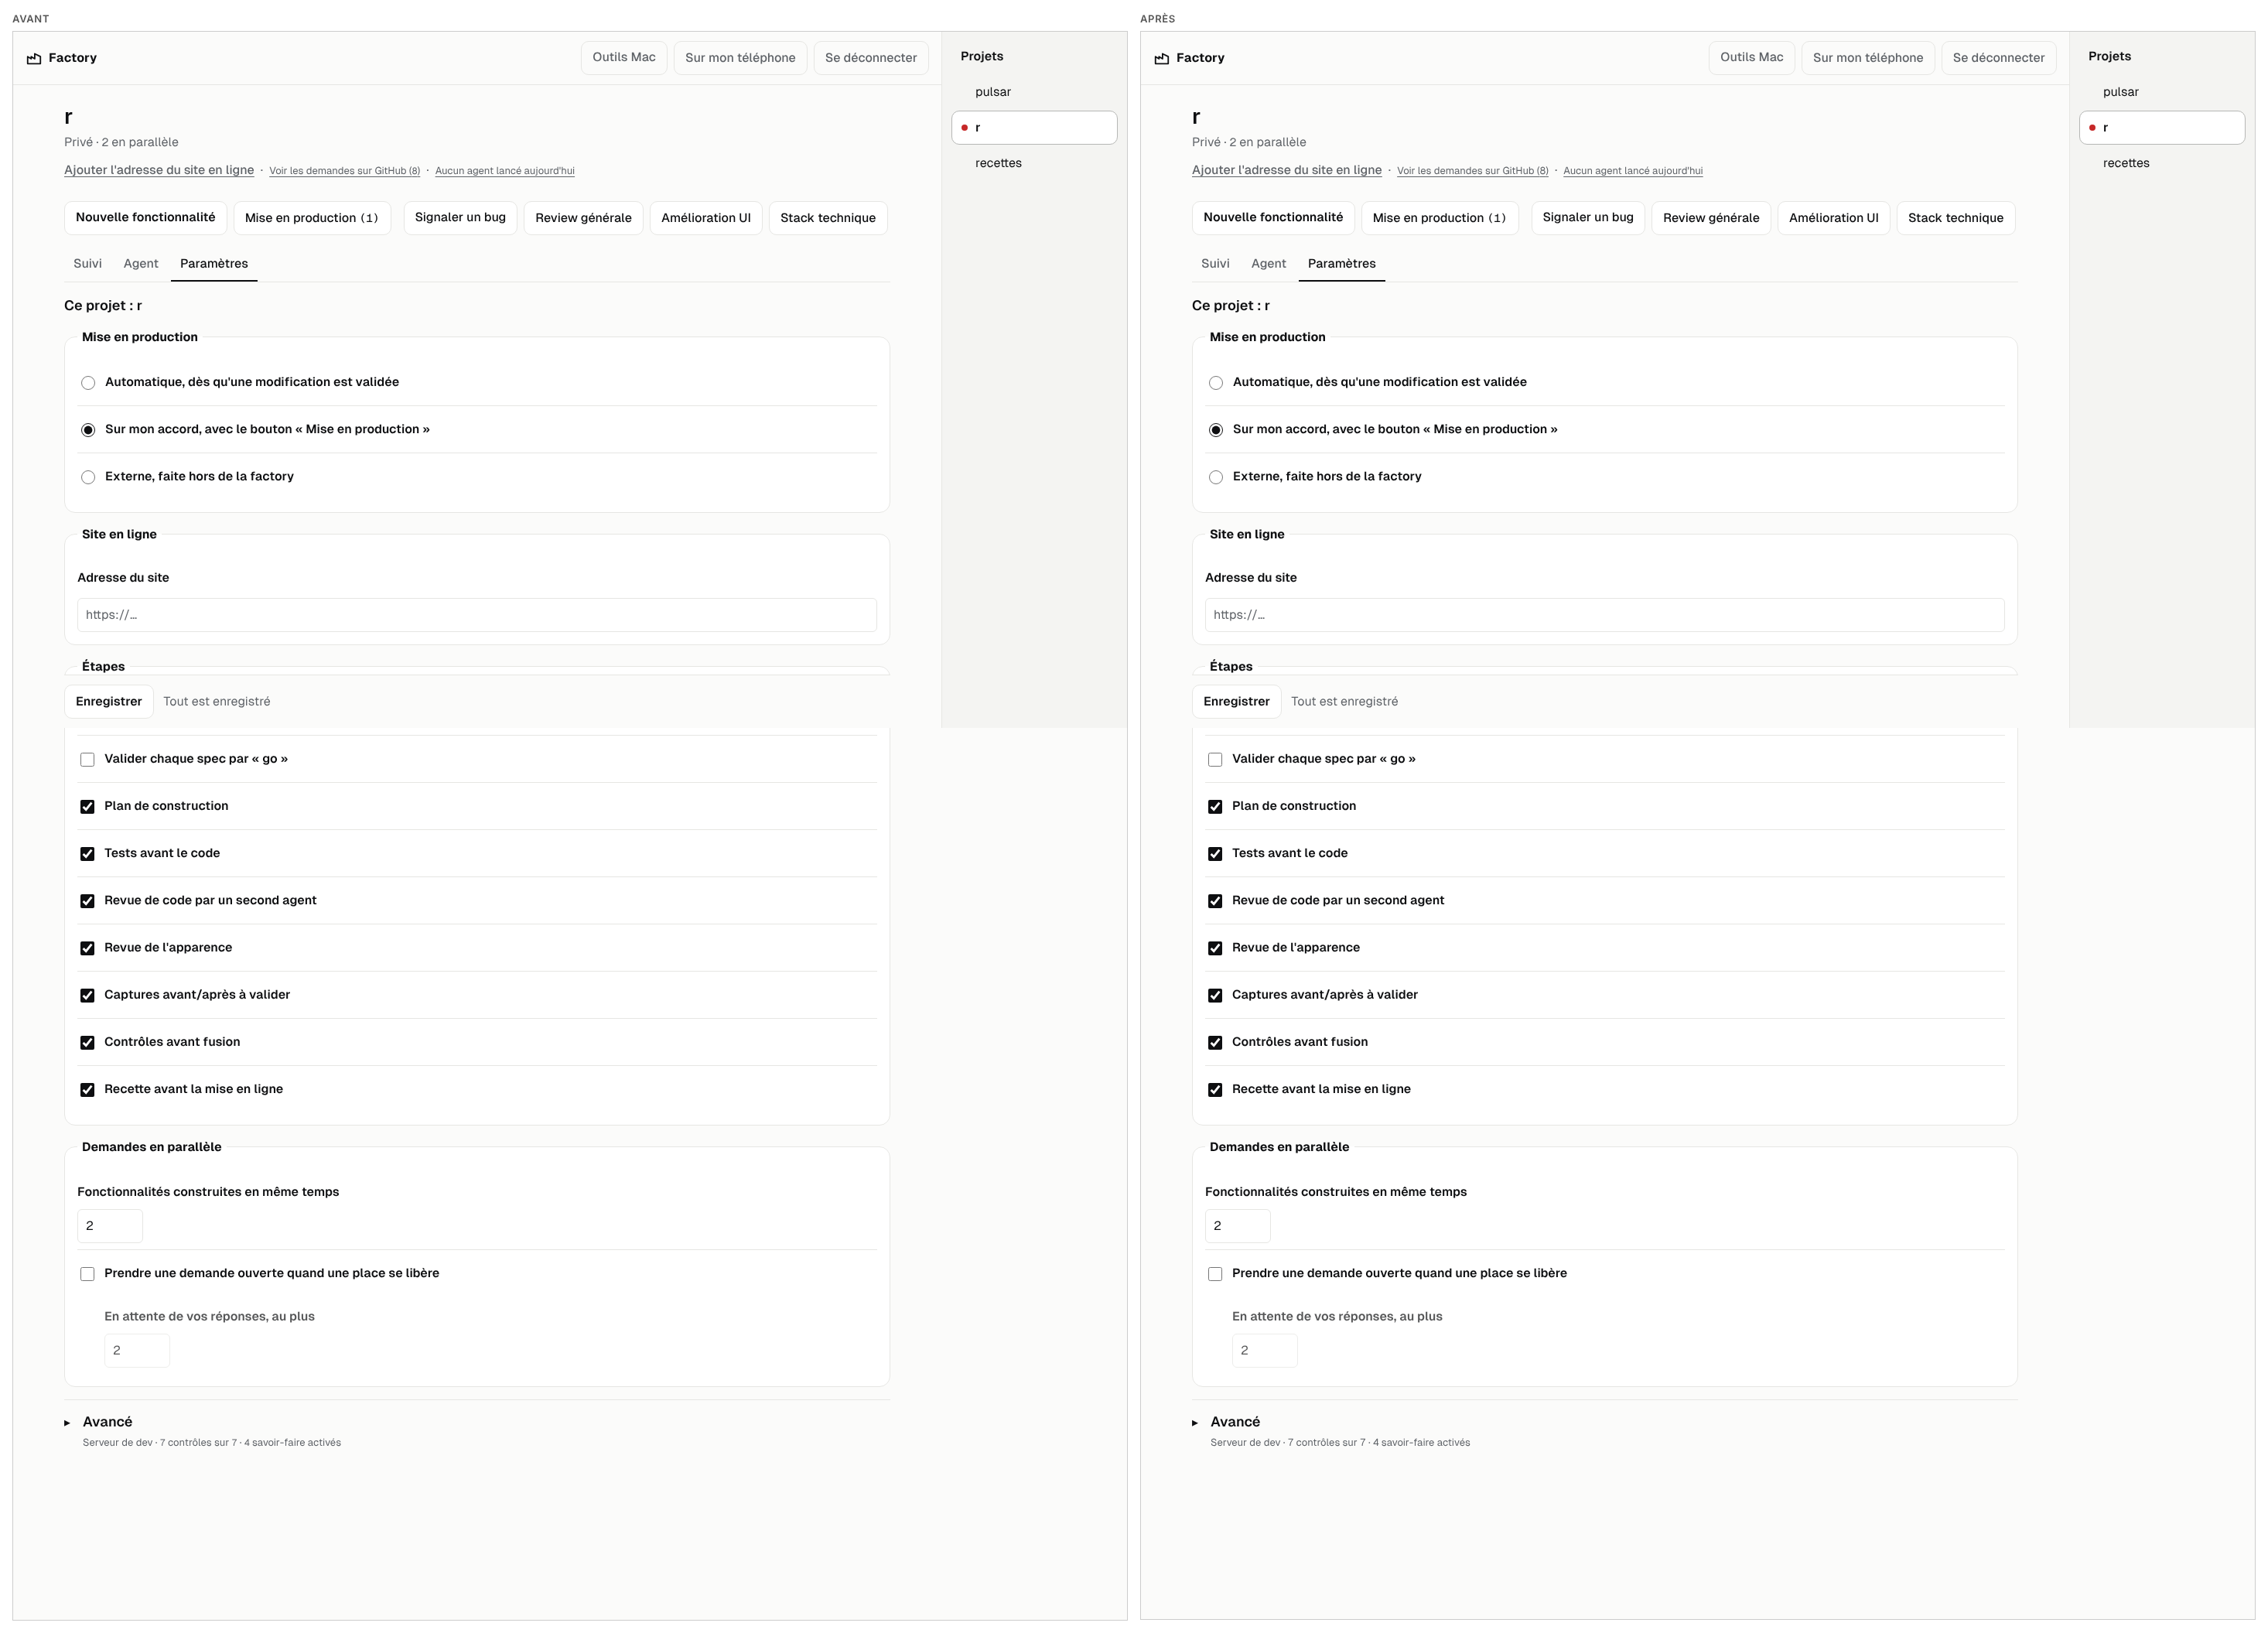 AVANT
Factory
Outils Mac
Sur mon téléphone
Se déconnecter
Projets
pulsar
r
recettes
r
Privé · 2 en parallèle
Ajouter l'adresse du site en ligne · Voir les demandes sur GitHub (8) · Aucun agent lancé aujourd'hui
Nouvelle fonctionnalité
Mise en production (1)
Signaler un bug
Review générale
Amélioration UI
Stack technique
Suivi
Agent
Paramètres
Ce projet : r
Mise en production
Automatique, dès qu'une modification est validée
Sur mon accord, avec le bouton « Mise en production »
Externe, faite hors de la factory
Site en ligne
Adresse du site
https://…
Étapes
Enregistrer
Tout est enregistré
Valider chaque spec par « go »
Plan de construction
Tests avant le code
Revue de code par un second agent
Revue de l'apparence
Captures avant/après à valider
Contrôles avant fusion
Recette avant la mise en ligne
Demandes en parallèle
Fonctionnalités construites en même temps
2
Prendre une demande ouverte quand une place se libère
En attente de vos réponses, au plus
2
Avancé
Serveur de dev · 7 contrôles sur 7 · 4 savoir-faire activés
APRÈS
Factory
Outils Mac
Sur mon téléphone
Se déconnecter
Projets
pulsar
r
recettes
r
Privé · 2 en parallèle
Ajouter l'adresse du site en ligne · Voir les demandes sur GitHub (8) · Aucun agent lancé aujourd'hui
Nouvelle fonctionnalité
Mise en production (1)
Signaler un bug
Review générale
Amélioration UI
Stack technique
Suivi
Agent
Paramètres
Ce projet : r
Mise en production
Automatique, dès qu'une modification est validée
Sur mon accord, avec le bouton « Mise en production »
Externe, faite hors de la factory
Site en ligne
Adresse du site
https://…
Étapes
Enregistrer
Tout est enregistré
Valider chaque spec par « go »
Plan de construction
Tests avant le code
Revue de code par un second agent
Revue de l'apparence
Captures avant/après à valider
Contrôles avant fusion
Recette avant la mise en ligne
Demandes en parallèle
Fonctionnalités construites en même temps
2
Prendre une demande ouverte quand une place se libère
En attente de vos réponses, au plus
2
Avancé
Serveur de dev · 7 contrôles sur 7 · 4 savoir-faire activés